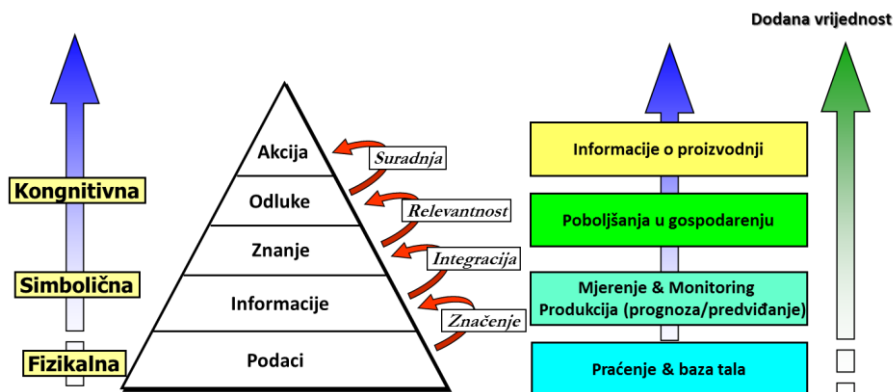 Dodana vrijednost
Akcija
Suradnja
Informacije o proizvodnji
Kongnitivna
Odluke
Relevantnost
Poboljšanja u gospodarenju
Znanje
Integracija
Simbolična
Informacije
Značenje
Mjerenje & Monitoring
Produkcija (prognoza/predviđanje)
Fizikalna
Podaci
Praćenje & baza tala